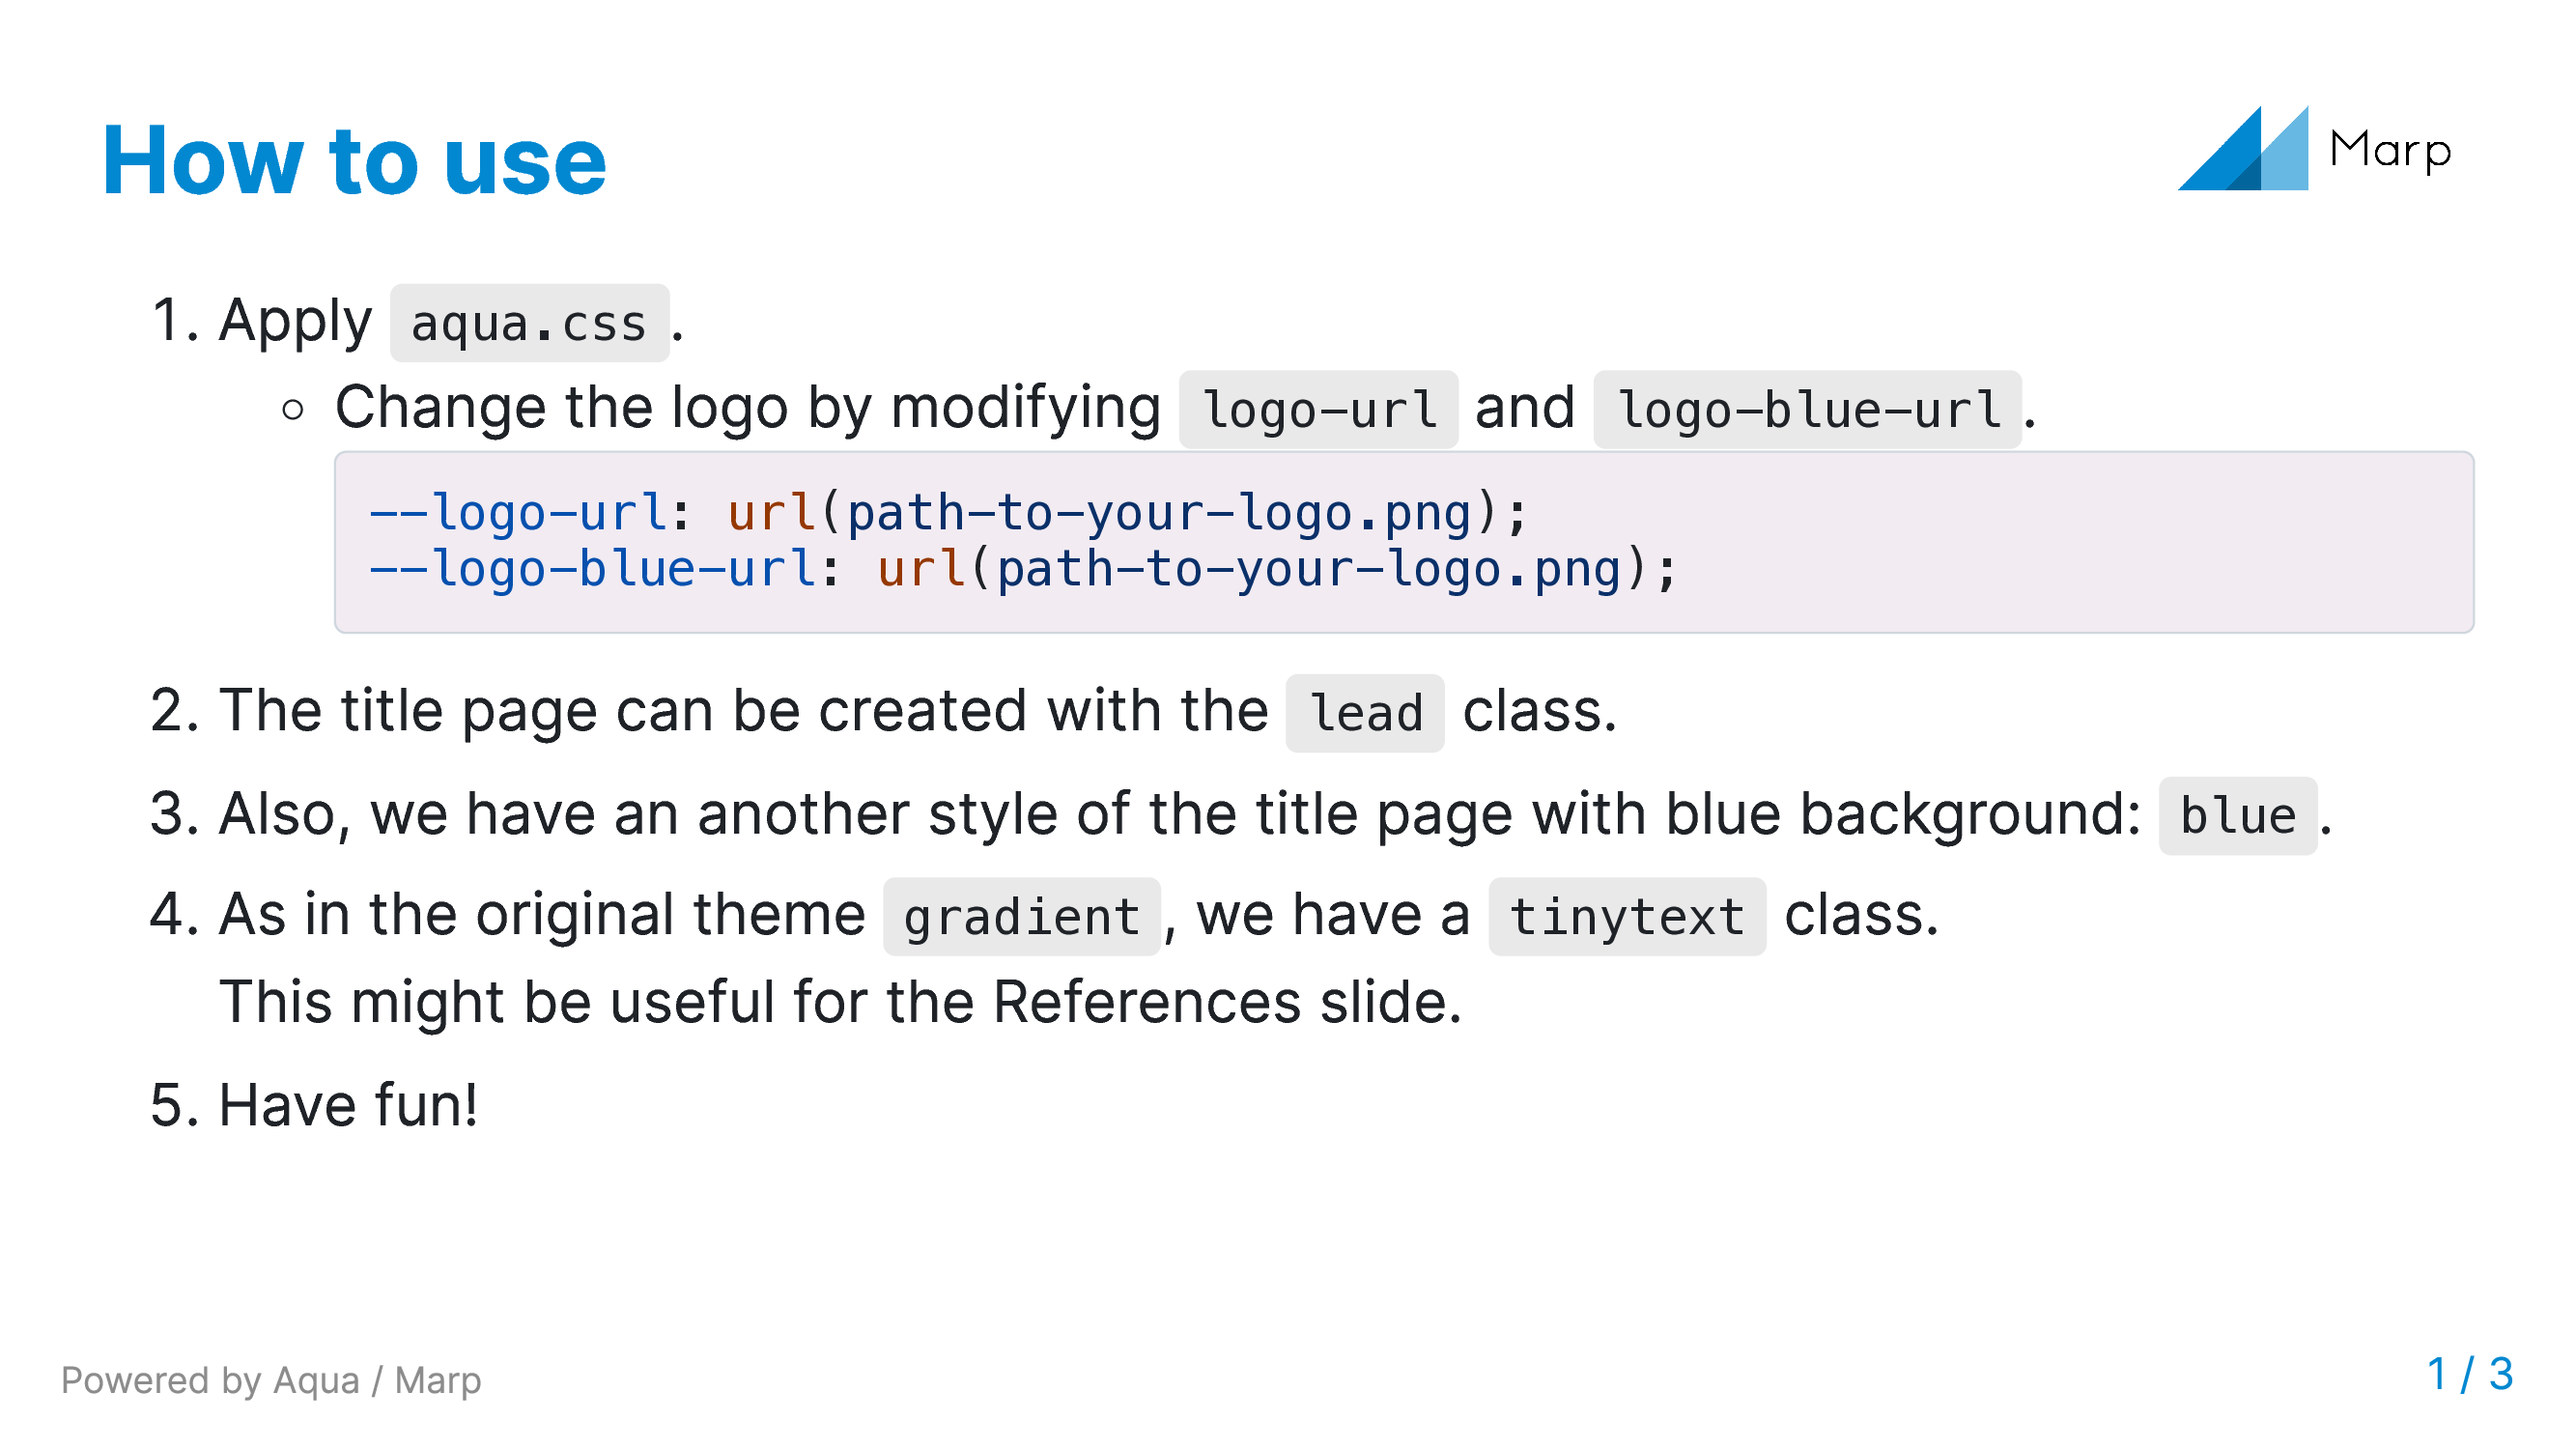 How to use
Marp
1. Apply aqua.css.
Change the logo by modifying logo-url and logo-blue-url.
--logo-url: url(path-to-your-logo.png);
--logo-blue-url: url(path-to-your-logo.png);
2. The title page can be created with the lead class.
3. Also, we have an another style of the title page with blue background: blue.
4. As in the original theme gradient, we have a tinytext class.
This might be useful for the References slide.
5. Have fun!
Powered by Aqua / Marp
1 / 3